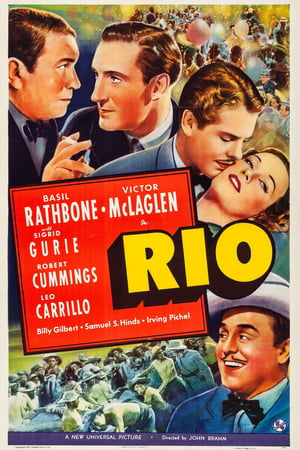 BASIL
RATHBONE · VICTOR
McLAGLEN
in
with
SIGRID
GURIE
ROBERT
CUMMINGS
LEO
CARRILLO
RIO
Billy Gilbert · Samuel S. Hinds · Irving Pichel
A NEW UNIVERSAL PICTURE
Directed by JOHN BRAHM